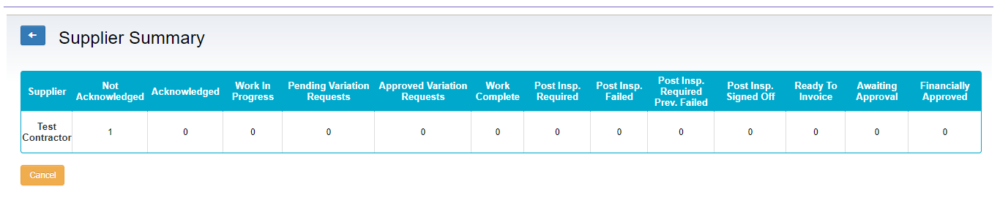 Supplier Summary
Supplier
Not
Acknowledged
Acknowledged
Work In
Progress
Pending Variation
Requests
Approved Variation
Requests
Work
Complete
Post Insp.
Required
Post Insp.
Failed
Post Insp.
Required
Prev. Failed
Post Insp.
Signed Off
Ready To
Invoice
Awaiting
Approval
Financially
Approved
Test
Contractor
1
0
0
0
0
0
0
0
0
0
0
0
0
Cancel